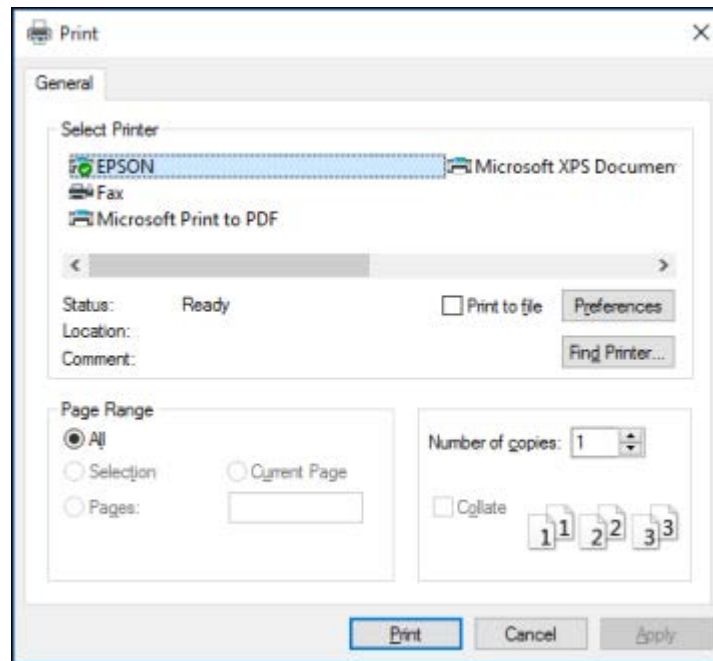 Print
General
Select Printer
EPSON Microsoft XPS Documen
Fax
Microsoft Print to PDF
Status: Ready Print to file Preferences
Location:
Comment: Find Printer...
Page Range
All Number of copies: 1
Selection Current Page
Pages: Collate 1 1 2 2 3 3
Print Cancel Apply